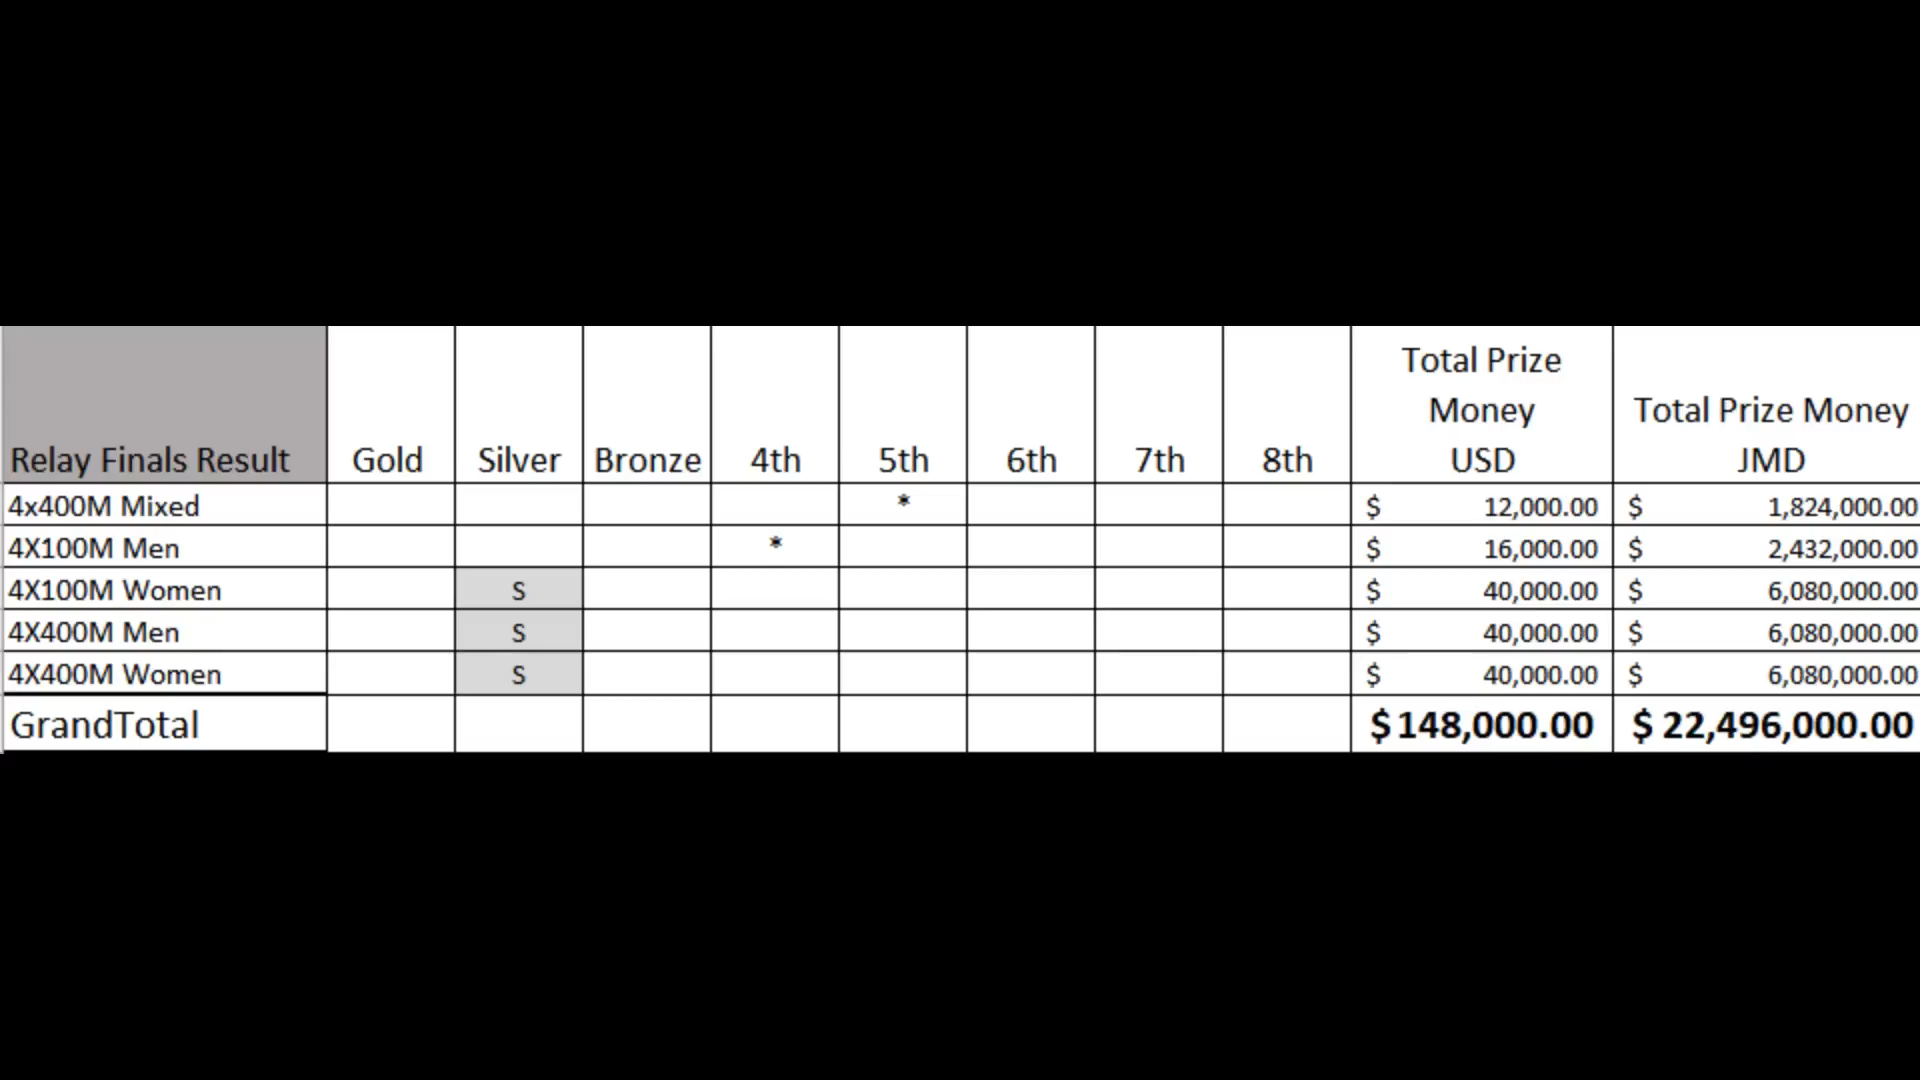 Relay Finals Result Gold Silver Bronze 4th 5th 6th 7th 8th Total Prize Money USD Total Prize Money JMD
4x400M Mixed * $ 12,000.00 $ 1,824,000.00
4X100M Men * $ 16,000.00 $ 2,432,000.00
4X100M Women S $ 40,000.00 $ 6,080,000.00
4X400M Men S $ 40,000.00 $ 6,080,000.00
4X400M Women S $ 40,000.00 $ 6,080,000.00
GrandTotal $ 148,000.00 $ 22,496,000.00